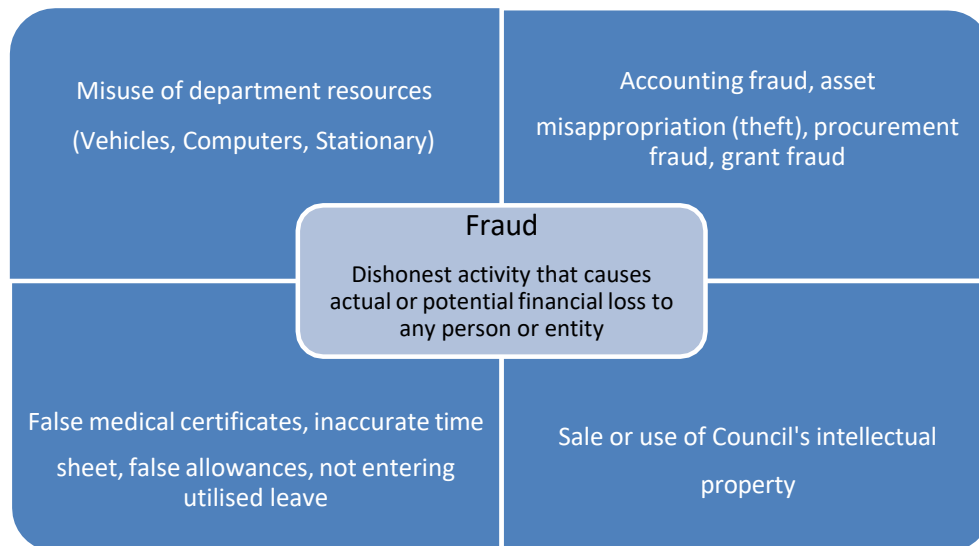 Misuse of department resources
(Vehicles, Computers, Stationary)
Accounting fraud, asset
misappropriation (theft), procurement
fraud, grant fraud
Fraud
Dishonest activity that causes
actual or potential financial loss to
any person or entity
False medical certificates, inaccurate time
sheet, false allowances, not entering
utilised leave
Sale or use of Council's intellectual
property